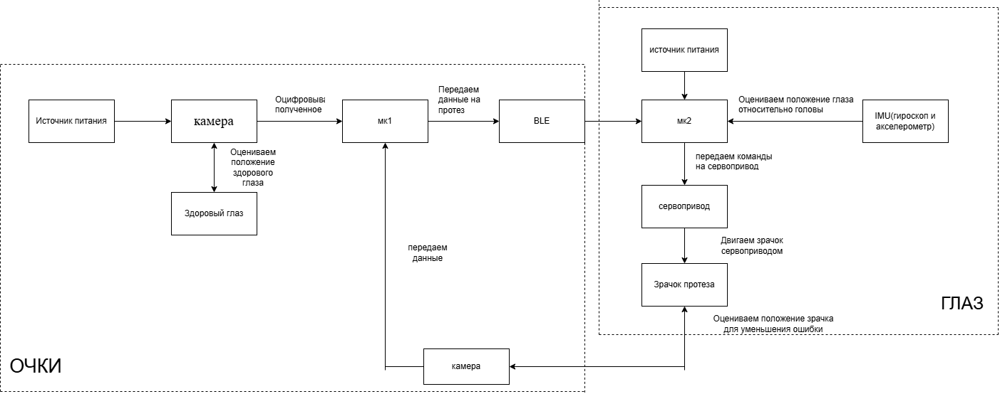 источник питания
Источник питания
камера
Оцифровыва
полученное
мк1
Передаем
данные на
протез
BLE
мк2
Оцениваем положение глаза
относительно головы
IMU(гироскоп и
акселерометр)
Оцениваем
положение
здорового
глаза
передаем команды
на сервопривод
Здоровый глаз
сервопривод
передаем
данные
Двигаем зрачок
сервоприводом
Зрачок протеза
ГЛАЗ
Оцениваем положение зрачка
для уменьшения ошибки
ОЧКИ
камера